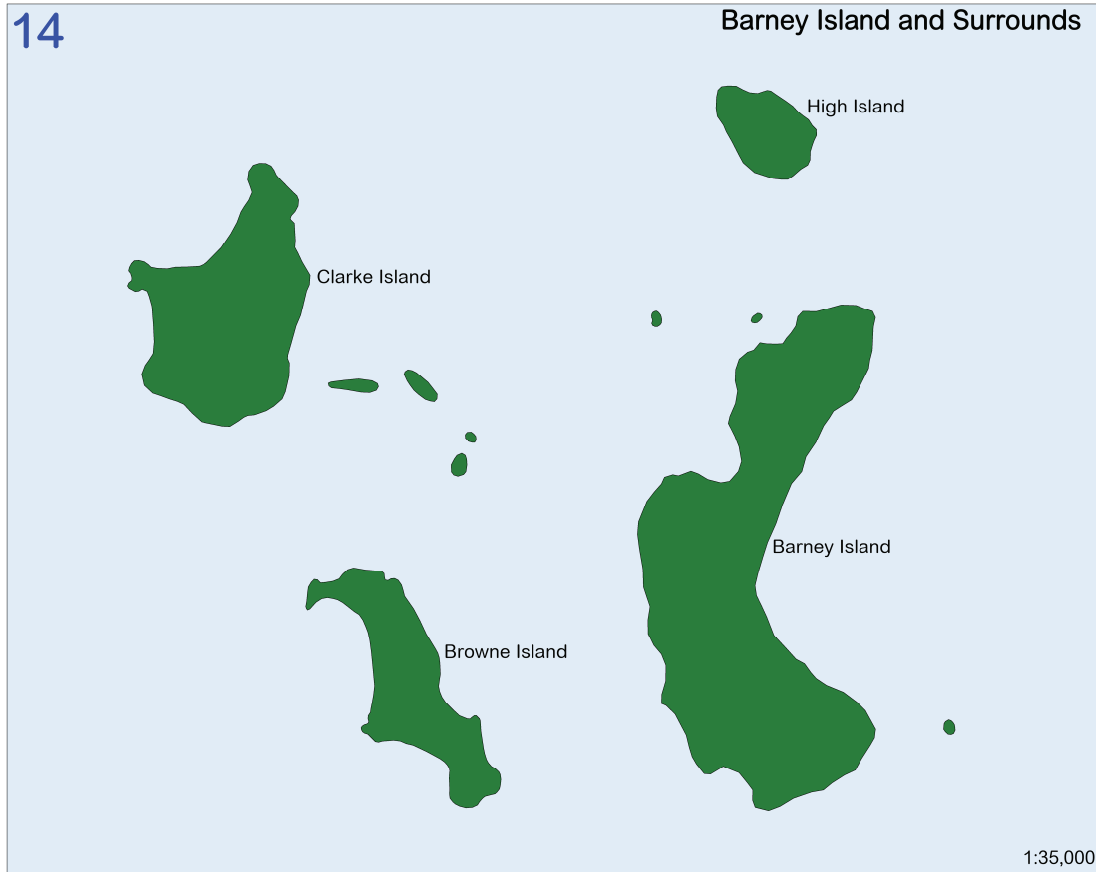 14
Barney Island and Surrounds
High Island
Clarke Island
Barney Island
Browne Island
1:35,000